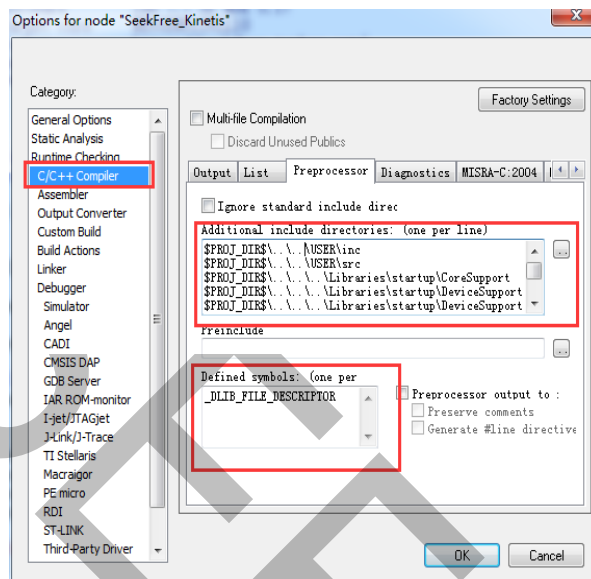 Options for node "SeekFree_Kinetis"
Category:
General Options
Static Analysis
Runtime Checking
C/C++ Compiler
Assembler
Output Converter
Custom Build
Build Actions
Linker
Debugger
Simulator
Angel
CADI
CMSIS DAP
GDB Server
IAR ROM-monitor
I-jet/JTAGjet
J-Link/J-Trace
TI Stellaris
Macraigor
PE micro
RDI
ST-LINK
Third-Party Driver
Factory Settings
Multi-file Compilation
Discard Unused Publics
Output List Preprocessor Diagnostics MISRA-C:2004
Ignore standard include direc
Additional include directories: (one per line)
$PROJ_DIR$\..\..\USER\inc
$PROJ_DIR$\..\..\USER\src
$PROJ_DIR$\..\..\..\Libraries\startup\CoreSupport
$PROJ_DIR$\..\..\..\Libraries\startup\DeviceSupport
$PROJ_DIR$\..\..\..\Libraries\startup\DeviceSupport
Preinclude
Defined symbols: (one per
_DLIB_FILE_DESCRIPTOR
Preprocessor output to :
Preserve comments
Generate #line directive
OK Cancel